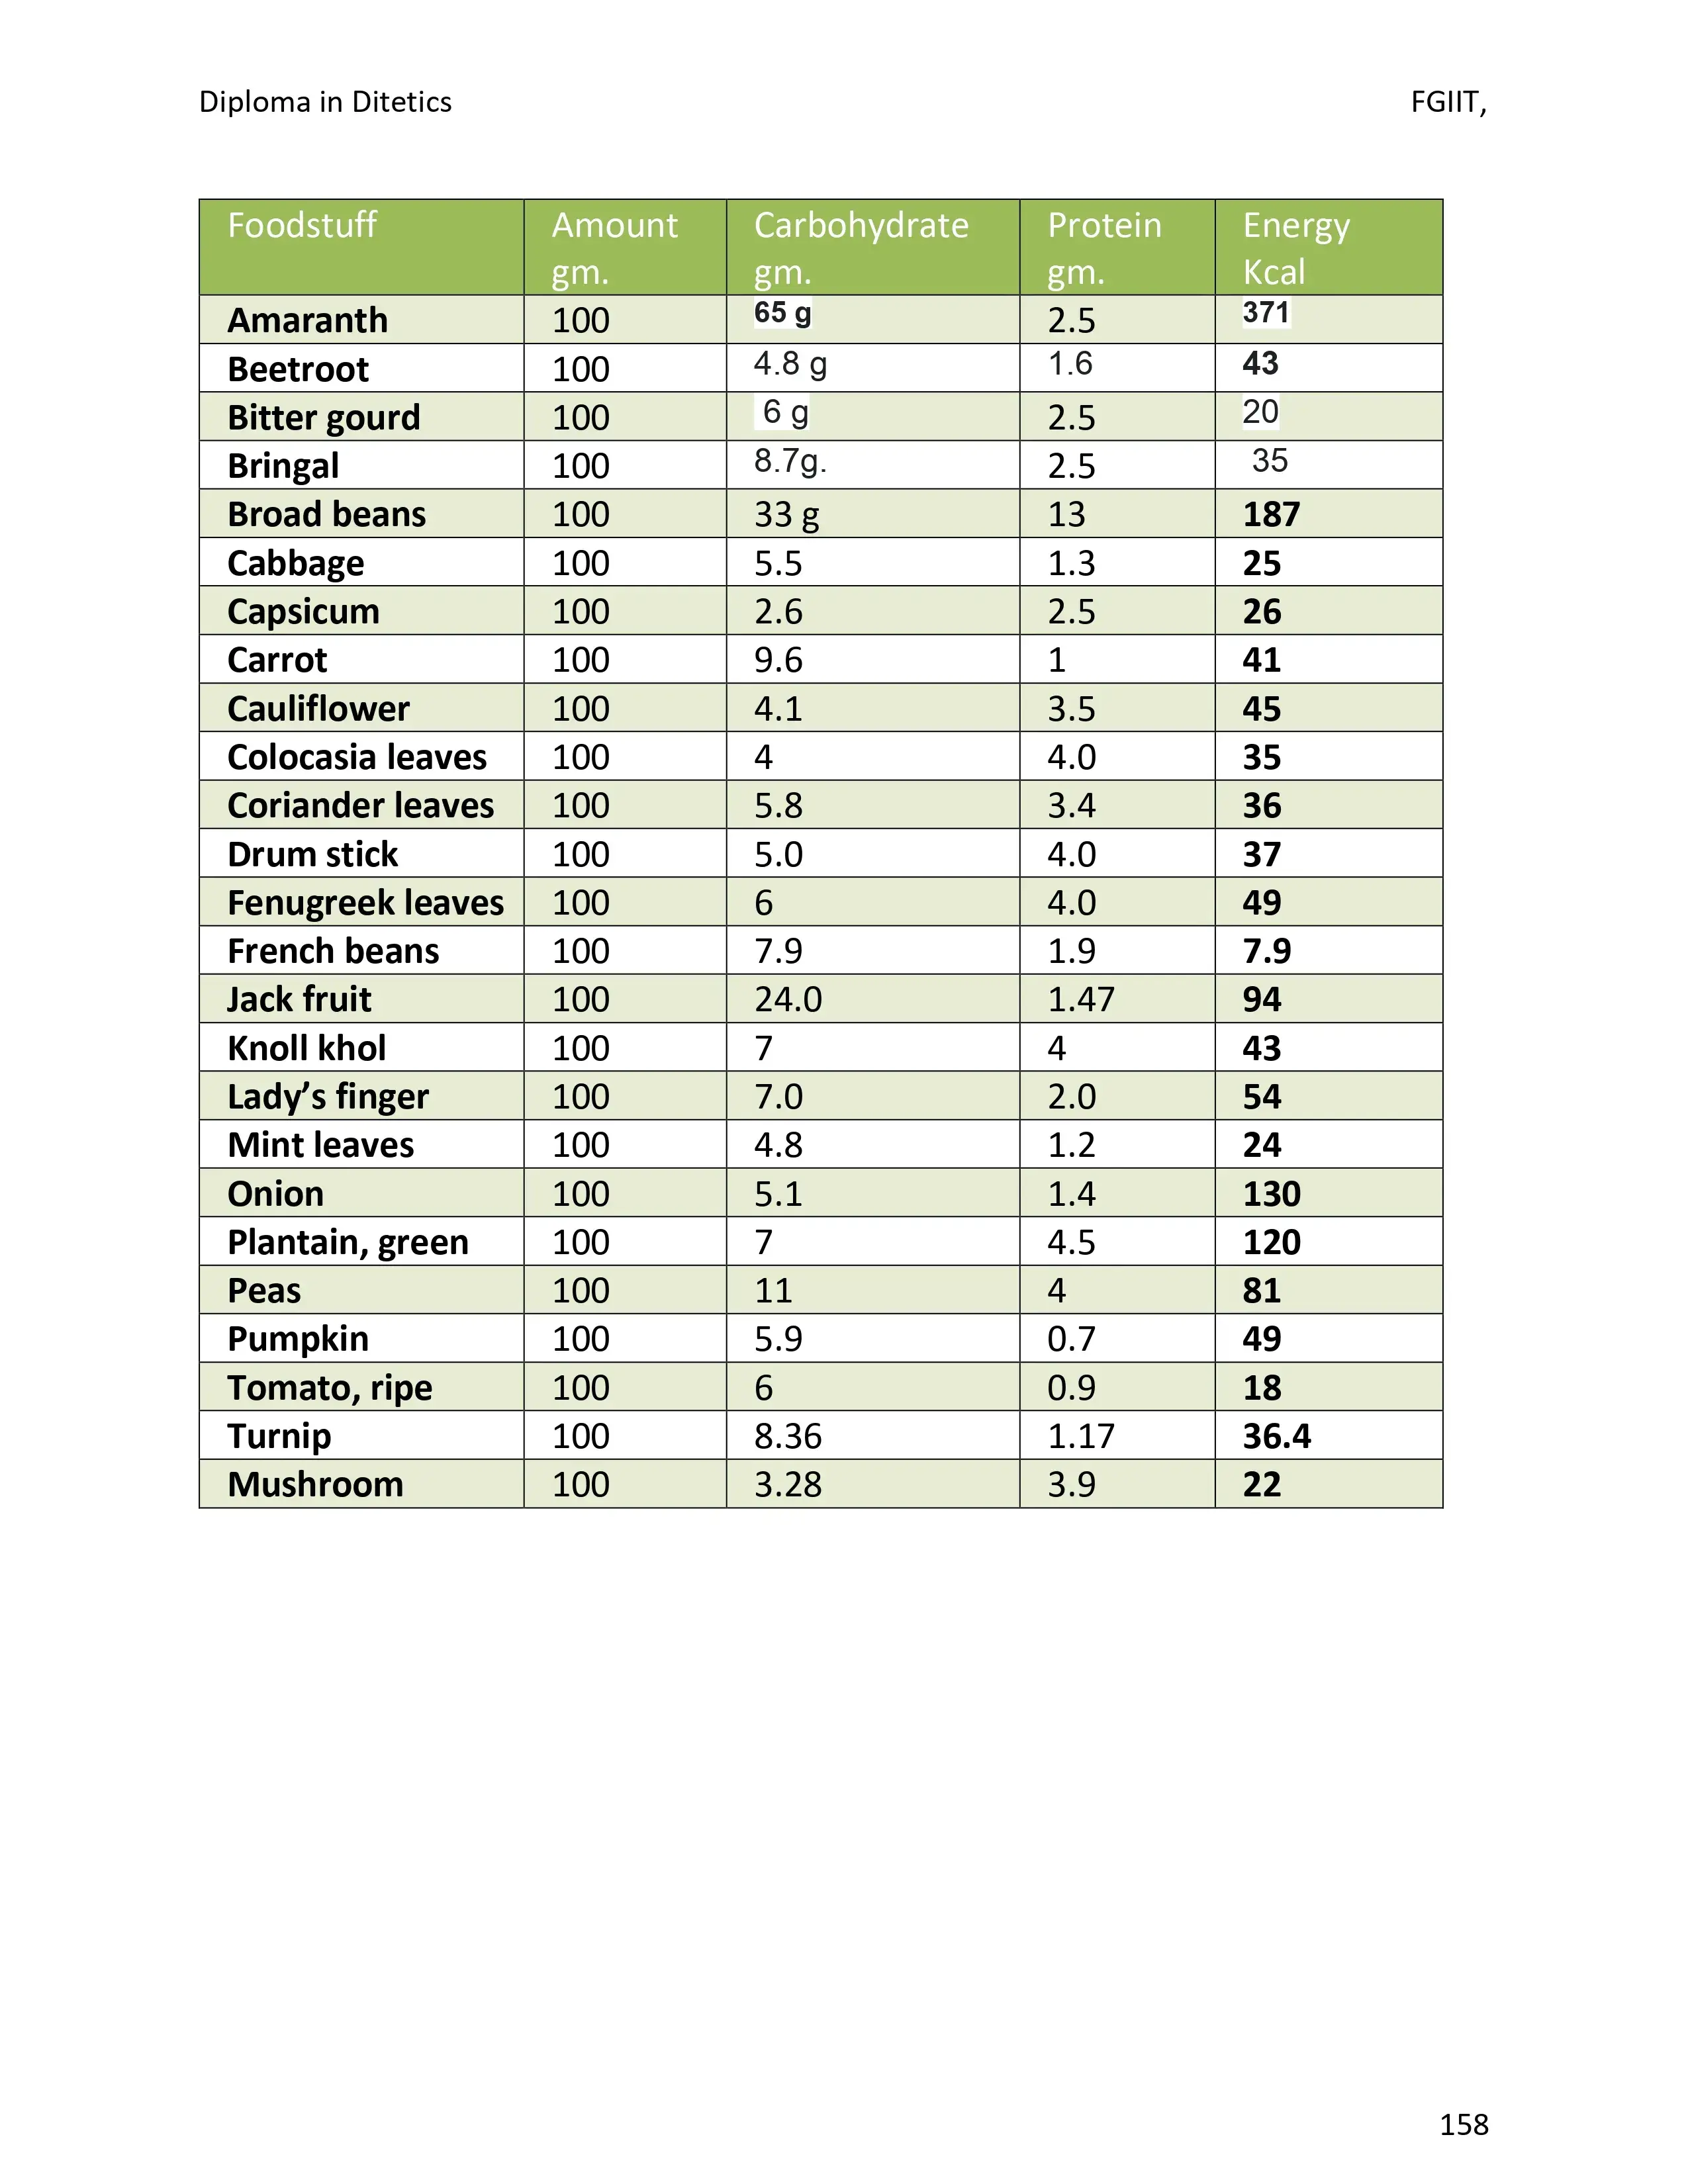 Diploma in Ditetics FGIIT,
Foodstuff Amount gm. Carbohydrate gm. Protein gm. Energy Kcal
Amaranth 100 65 g 2.5 371
Beetroot 100 4.8 g 1.6 43
Bitter gourd 100 6 g 2.5 20
Bringal 100 8.7g. 2.5 35
Broad beans 100 33 g 13 187
Cabbage 100 5.5 1.3 25
Capsicum 100 2.6 2.5 26
Carrot 100 9.6 1 41
Cauliflower 100 4.1 3.5 45
Colocasia leaves 100 4 4.0 35
Coriander leaves 100 5.8 3.4 36
Drum stick 100 5.0 4.0 37
Fenugreek leaves 100 6 4.0 49
French beans 100 7.9 1.9 7.9
Jack fruit 100 24.0 1.47 94
Knoll khol 100 7 4 43
Lady’s finger 100 7.0 2.0 54
Mint leaves 100 4.8 1.2 24
Onion 100 5.1 1.4 130
Plantain, green 100 7 4.5 120
Peas 100 11 4 81
Pumpkin 100 5.9 0.7 49
Tomato, ripe 100 6 0.9 18
Turnip 100 8.36 1.17 36.4
Mushroom 100 3.28 3.9 22
158